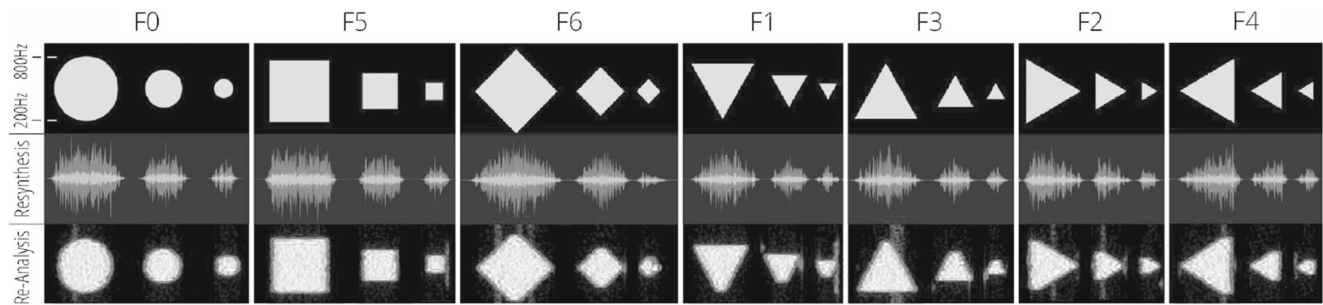 F0 F5 F6 F1 F3 F2 F4
200Hz 800Hz
Resynthesis
Re-Analysis